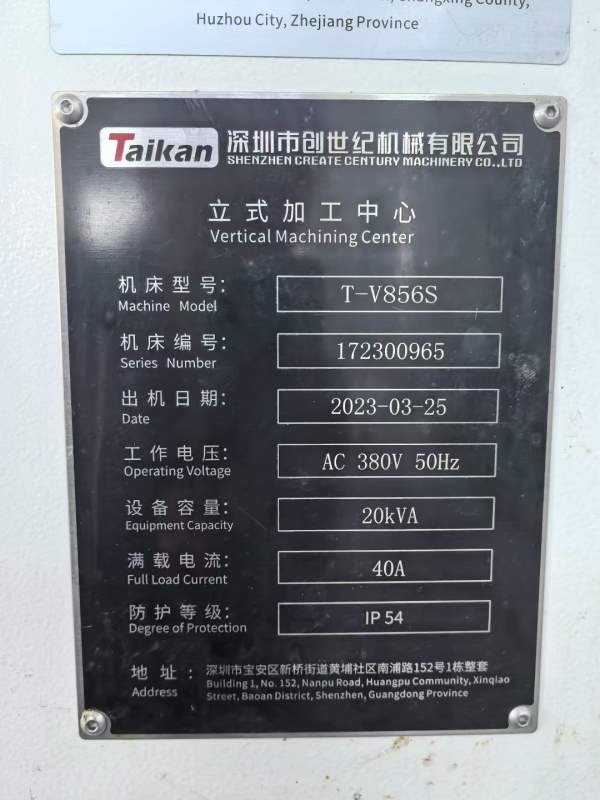 Huzhou City, Zhejiang Province
Taikan 深圳市创世纪机械有限公司
SHENZHEN CREATE CENTURY MACHINERY CO.,LTD
立式加工中心
Vertical Machining Center
机床型号: T-V856S
Machine Model
机床编号: 172300965
Series Number
出机日期: 2023-03-25
Date
工作电压: AC 380V 50Hz
Operating Voltage
设备容量: 20kVA
Equipment Capacity
满载电流: 40A
Full Load Current
防护等级: IP 54
Degree of Protection
地址: 深圳市宝安区新桥街道黄埔社区南浦路152号1栋整套
Address Building 1, No. 152, Nanpu Road, Huangpu Community, Xinqiao
Street, Baoan District, Shenzhen, Guangdong Province